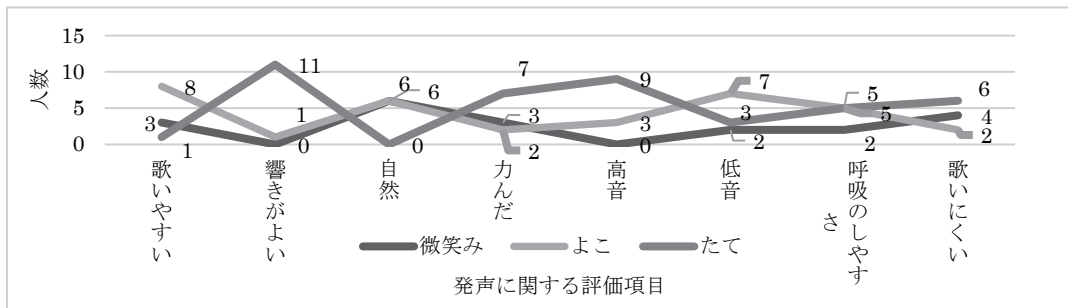 15
10
5
0
人数
3
8
1
11
1
0
6
6
0
7
3
2
9
3
0
7
3
2
5
5
2
6
4
2
歌いやすい
響きがよい
自然
力んだ
高音
低音
呼吸のしやす
さ
歌いにくい
微笑み
よこ
たて
発声に関する評価項目